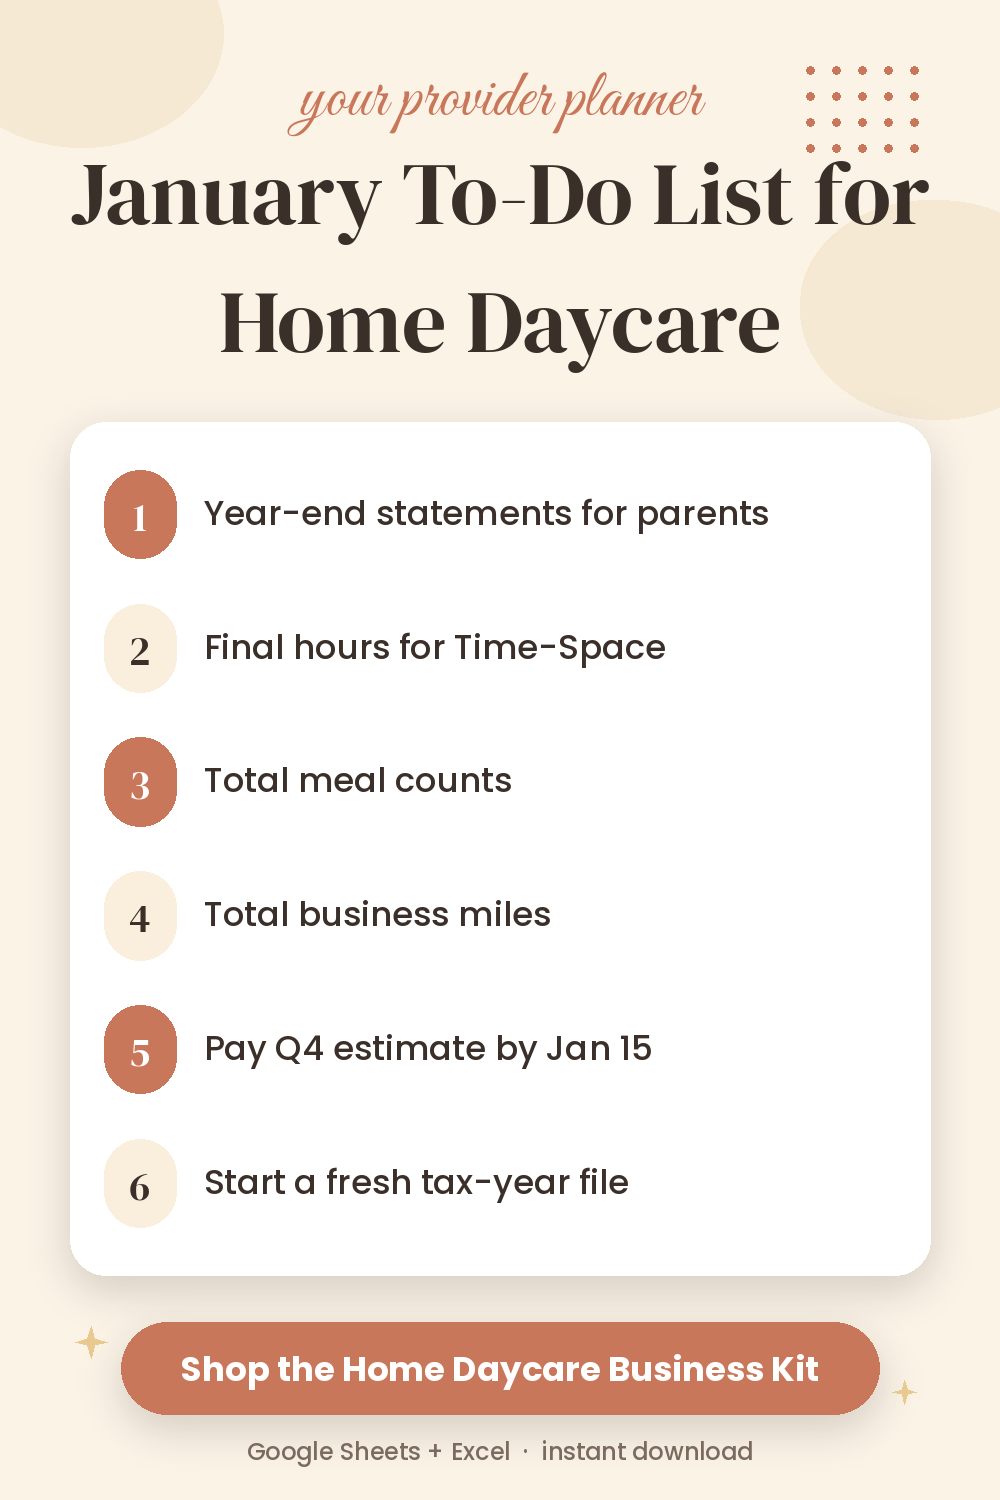 your provider planner
January To-Do List for
Home Daycare
1 Year-end statements for parents
2 Final hours for Time-Space
3 Total meal counts
4 Total business miles
5 Pay Q4 estimate by Jan 15
6 Start a fresh tax-year file
Shop the Home Daycare Business Kit
Google Sheets + Excel · instant download